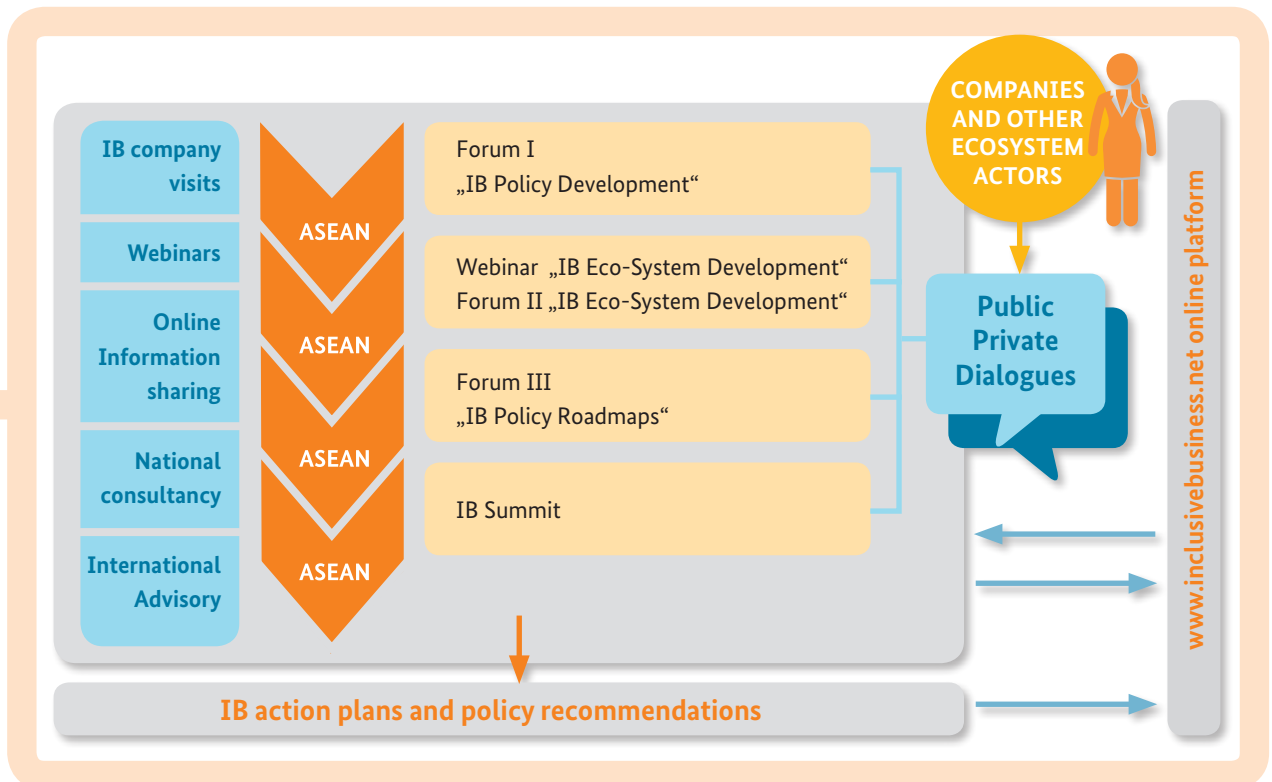 IB company
visits
Webinars
Online
Information
sharing
National
consultancy
International
Advisory
ASEAN
ASEAN
ASEAN
ASEAN
Forum I
„IB Policy Development“
Webinar „IB Eco-System Development“
Forum II „IB Eco-System Development“
Forum III
„IB Policy Roadmaps“
IB Summit
COMPANIES
AND OTHER
ECOSYSTEM
ACTORS
Public
Private
Dialogues
www.inclusivebusiness.net online platform
IB action plans and policy recommendations